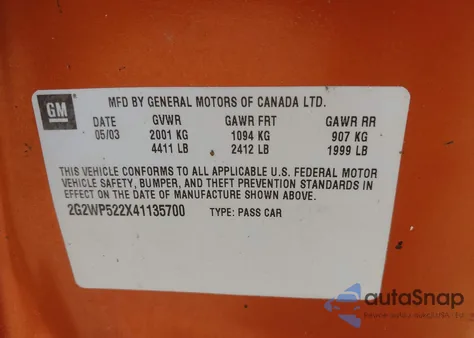 GM
MFD BY GENERAL MOTORS OF CANADA LTD.
DATE GVWR GAWR FRT GAWR RR
05/03 2001 KG 1094 KG 907 KG
4411 LB 2412 LB 1999 LB
THIS VEHICLE CONFORMS TO ALL APPLICABLE U.S. FEDERAL MOTOR
VEHICLE SAFETY, BUMPER, AND THEFT PREVENTION STANDARDS IN
EFFECT ON THE DATE OF MANUFACTURE SHOWN ABOVE.
2G2WP522X41135700 TYPE: PASS CAR
autoSnap